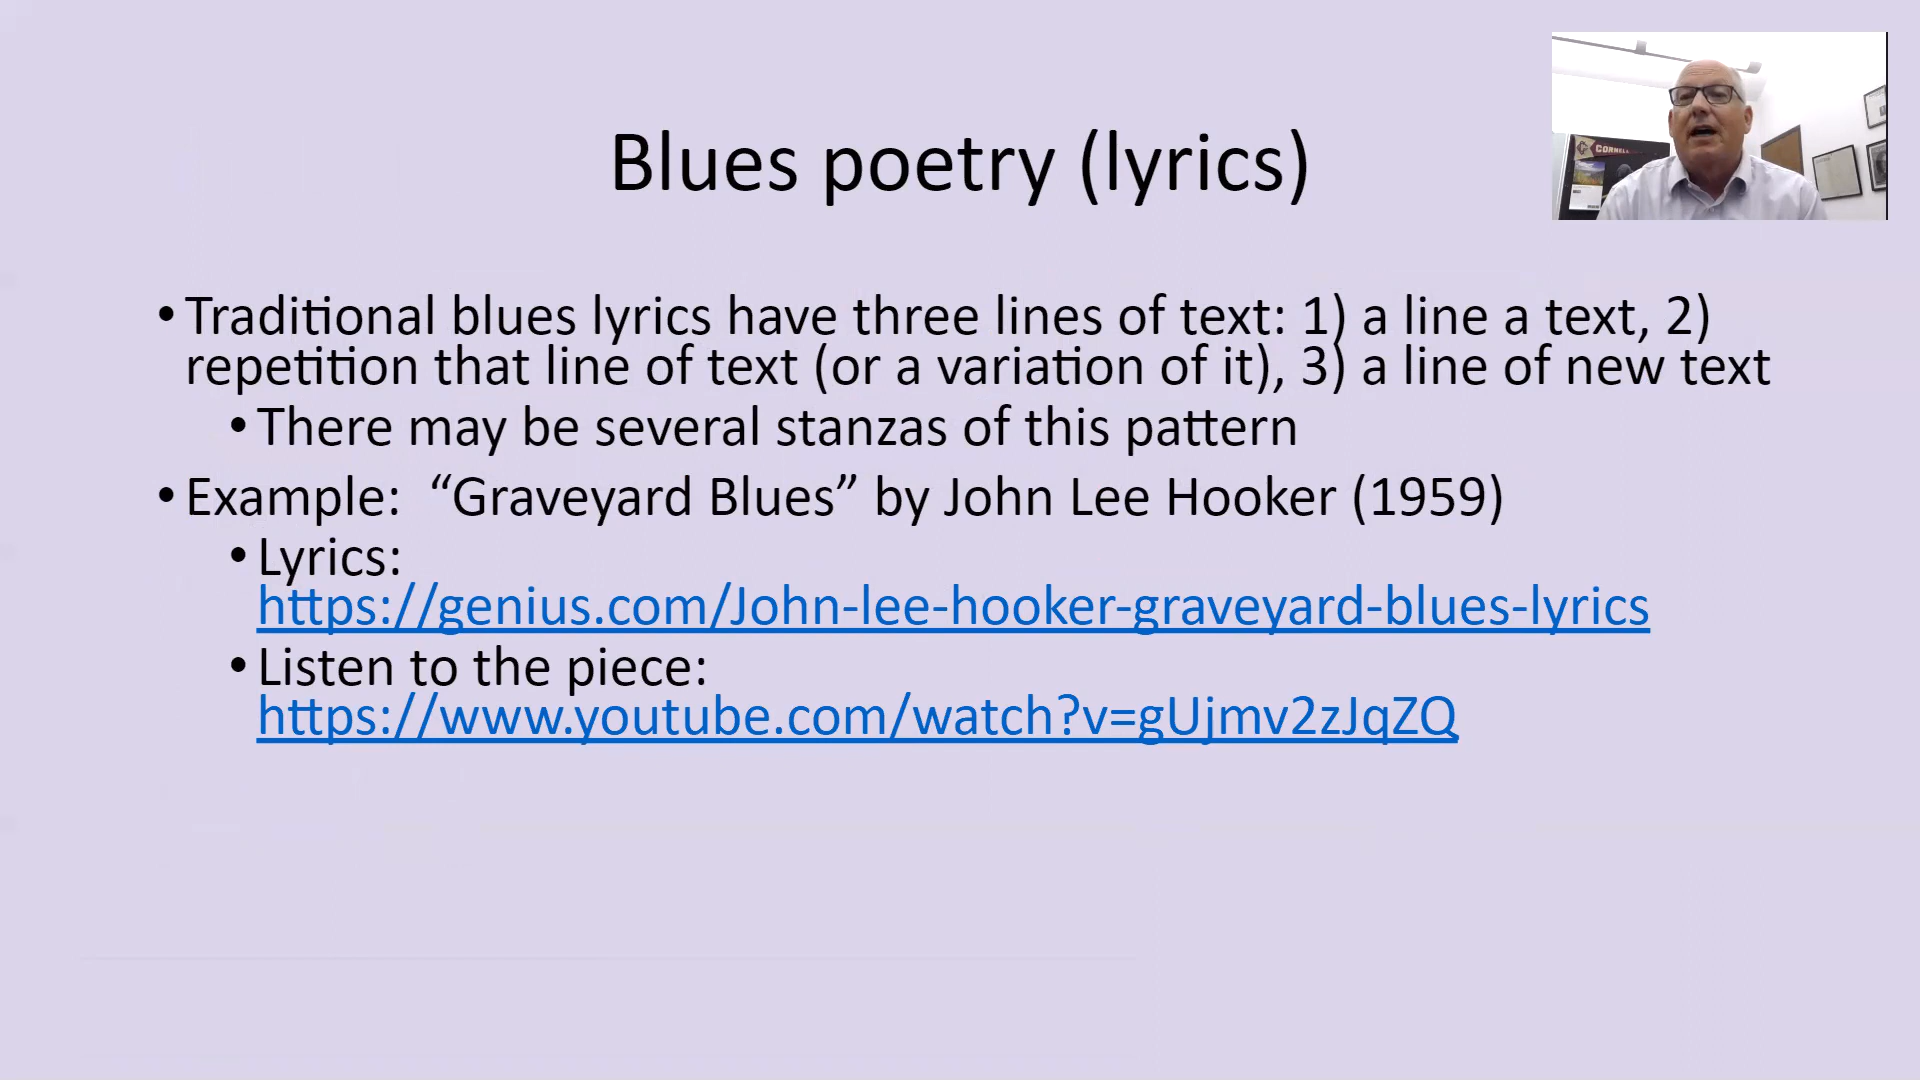 Blues poetry (lyrics)
CORNELL
• Traditional blues lyrics have three lines of text: 1) a line a text, 2)
repetition that line of text (or a variation of it), 3) a line of new text
• There may be several stanzas of this pattern
• Example:  “Graveyard Blues” by John Lee Hooker (1959)
• Lyrics:
https://genius.com/John-lee-hooker-graveyard-blues-lyrics
• Listen to the piece:
https://www.youtube.com/watch?v=gUjmv2zJqZQ